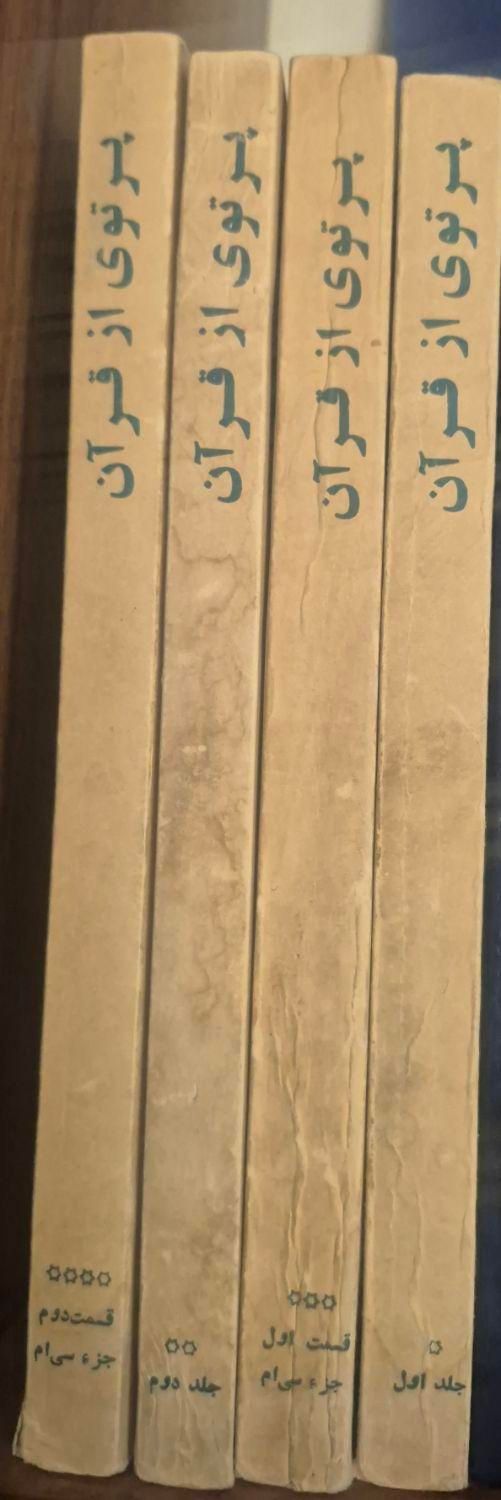 پرتوی از قرآن
جلد اول
پرتوی از قرآن
قسمت اول
جزء سی‌ام
پرتوی از قرآن
جلد دوم
پرتوی از قرآن
قسمت دوم
جزء سی‌ام